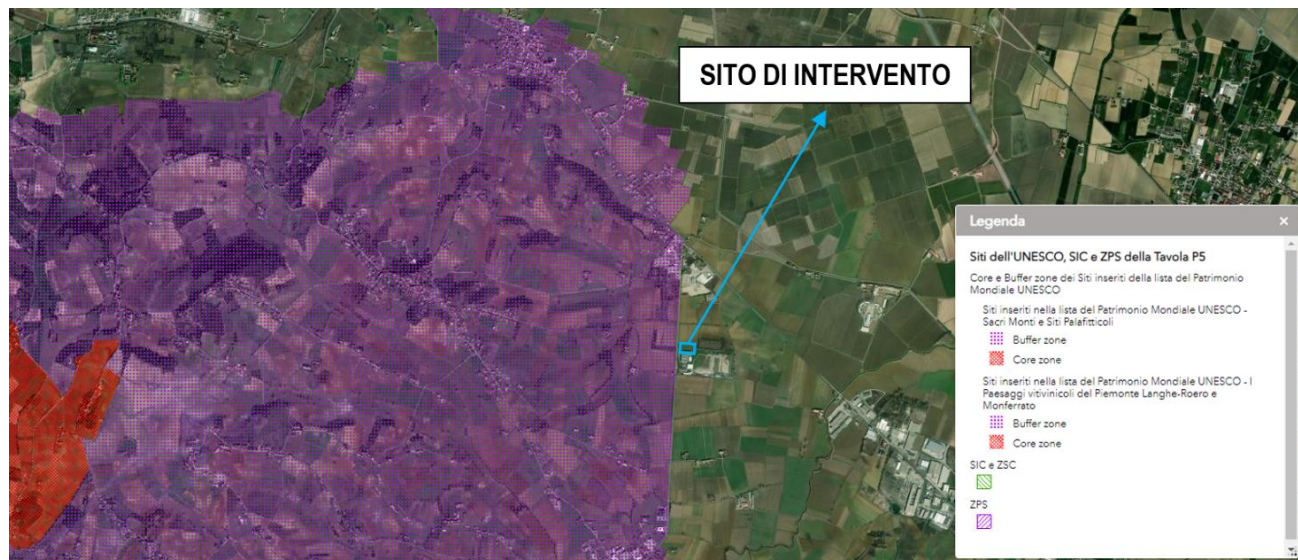 SITO DI INTERVENTO
Legenda
×
Siti dell'UNESCO, SIC e ZPS della Tavola P5
Core e Buffer zone dei Siti inseriti della lista del Patrimonio
Mondiale UNESCO
Siti inseriti nella lista del Patrimonio Mondiale UNESCO -
Sacri Monti e Siti Palafitticoli
Buffer zone
Core zone
Siti inseriti nella lista del Patrimonio Mondiale UNESCO - I
Paesaggi vitivinicoli del Piemonte Langhe-Roero e
Monferrato
Buffer zone
Core zone
SIC e ZSC
ZPS